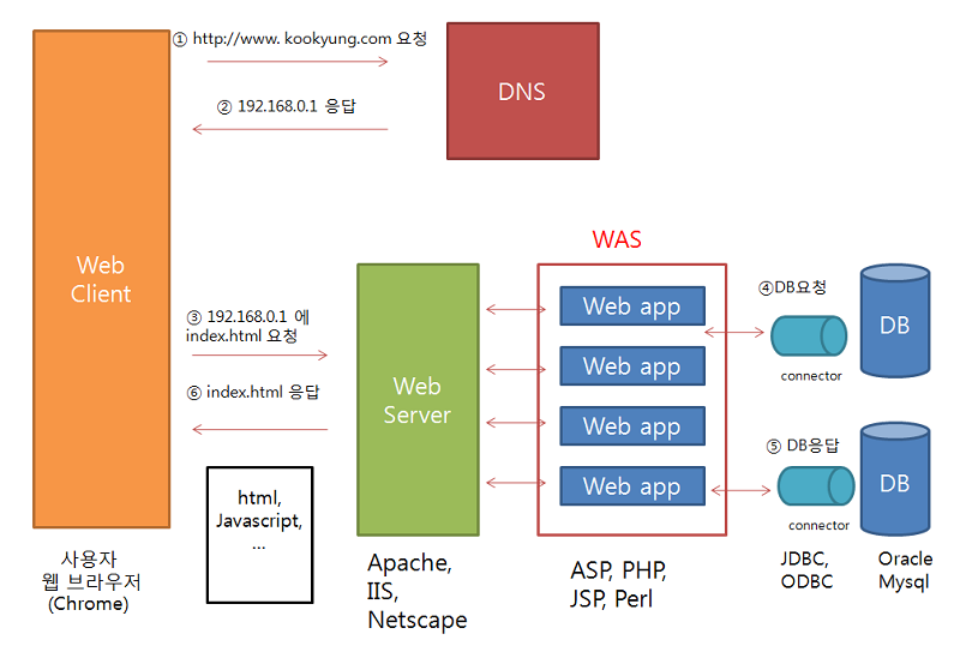 ① http://www. kookyung.com 요청
DNS
② 192.168.0.1 응답
Web
Client
WAS
③ 192.168.0.1 에
index.html 요청
⑥ index.html 응답
Web
Server
Web app
Web app
Web app
Web app
④DB요청
connector
DB
⑤ DB응답
connector
DB
html,
Javascript,
...
사용자
웹 브라우저
(Chrome)
Apache,
IIS,
Netscape
ASP, PHP,
JSP, Perl
JDBC,
ODBC
Oracle
Mysql